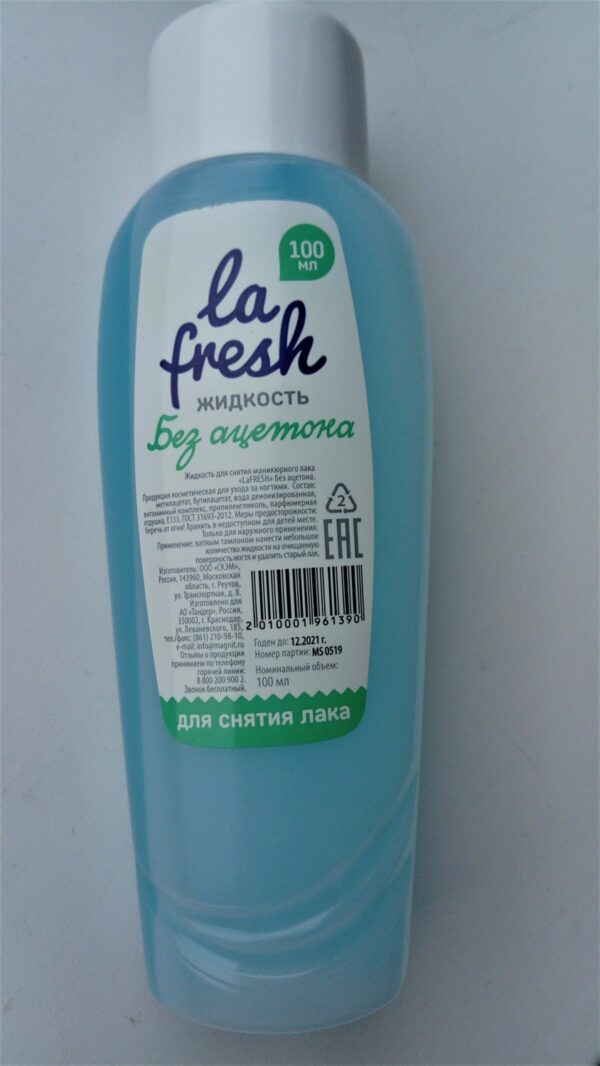 100
мл
la
fresh
жидкость
Без ацетона
Жидкость для снятия маникюрного лака
«LaFRESH» без ацетона.
Продукция косметическая для ухода за ногтями. Состав:
метилацетат, бутилацетат, вода деионизированная,
витаминный комплекс, пропиленгликоль, парфюмерная
отдушка, E133. ГОСТ 31693-2012. Меры предосторожности:
беречь от огня! Хранить в недоступном для детей месте.
Только для наружного применения.
Применение: ватным тампоном нанести небольшое
количество жидкости на очищаемую
поверхность ногтя и удалить старый лак.
2
EAC
Изготовитель: ООО «СКЭМ»,
Россия, 143960, Московская
область, г. Реутов,
ул. Транспортная, д. 8.
Изготовлено для
АО «Тандер». Россия,
350002, г. Краснодар,
ул. Леваневского, 185,
тел./факс: (861) 210-98-10,
e-mail: info@magnit.ru
Отзывы о продукции
принимаем по телефону
горячей линии:
8 800 200 900 2.
Звонок бесплатный.
2 010001 961390
Годен до: 12.2021 г.
Номер партии: MS 0519
Номинальный объем:
100 мл
для снятия лака